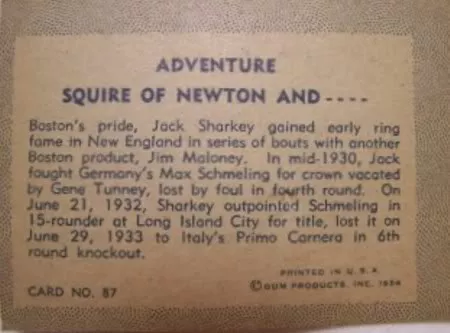 ADVENTURE
SQUIRE OF NEWTON AND ----
Boston's pride, Jack Sharkey gained early ring
fame in New England in series of bouts with another
Boston product, Jim Maloney. In mid-1930, Jack
fought Germany's Max Schmeling for crown vacated
by Gene Tunney, lost by foul in fourth round. On
June 21, 1932, Sharkey outpointed Schmeling in
15-rounder at Long Island City for title, lost it on
June 29, 1933 to Italy's Primo Carnera in 6th
round knockout.
PRINTED IN U. S. A.
CARD NO. 87
©GUM PRODUCTS, INC. 1956